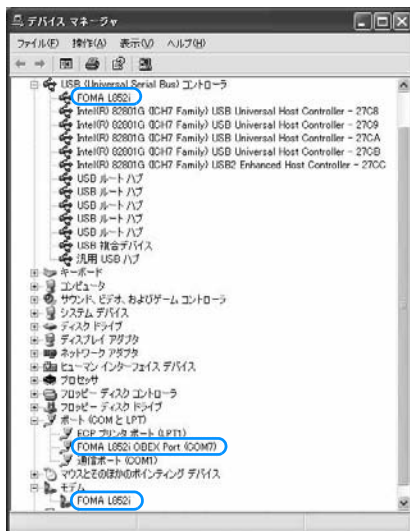 デバイス マネージャ
ファイル(F) 操作(A) 表示(V) ヘルプ(H)
USB (Universal Serial Bus) コントローラ
FOMA L852i
Intel(R) 82801G (ICH7 Family) USB Universal Host Controller - 27C8
Intel(R) 82801G (ICH7 Family) USB Universal Host Controller - 27C9
Intel(R) 82801G (ICH7 Family) USB Universal Host Controller - 27CA
Intel(R) 82801G (ICH7 Family) USB Universal Host Controller - 27CB
Intel(R) 82801G (ICH7 Family) USB2 Enhanced Host Controller - 27CC
USB ルート ハブ
USB ルート ハブ
USB ルート ハブ
USB ルート ハブ
USB ルート ハブ
USB 複合デバイス
汎用 USB ハブ
キーボード
コンピュータ
サウンド、ビデオ、およびゲーム コントローラ
システム デバイス
ディスク ドライブ
ディスプレイ アダプタ
ネットワーク アダプタ
ヒューマン インターフェイス デバイス
プロセッサ
フロッピー ディスク コントローラ
フロッピー ディスク ドライブ
ポート (COM と LPT)
ECP プリンタ ポート (LPT1)
FOMA L852i OBEX Port (COM7)
通信ポート (COM1)
マウスとそのほかのポインティング デバイス
モデム
FOMA L852i